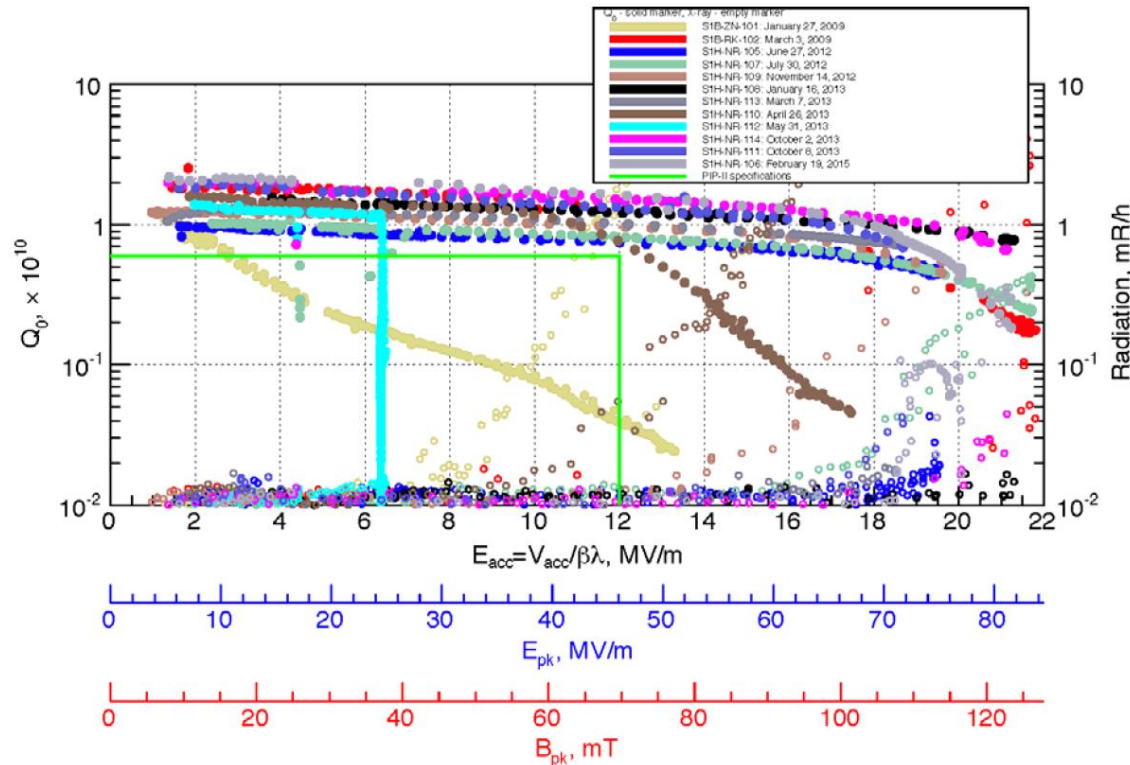 Q₀ - solid marker, x-ray - empty marker
S1B-ZN-101: January 27, 2009
S1B-RK-102: March 3, 2009
S1H-NR-105: June 27, 2012
S1H-NR-107: July 30, 2012
S1H-NR-109: November 14, 2012
S1H-NR-108: January 16, 2013
S1H-NR-113: March 7, 2013
S1H-NR-110: April 26, 2013
S1H-NR-112: May 31, 2013
S1H-NR-114: October 2, 2013
S1H-NR-111: October 6, 2013
S1H-NR-106: February 19, 2015
PIP-II specifications
10 1 10⁻¹ 10⁻²
Q₀, × 10¹⁰
10 1 10⁻¹ 10⁻²
Radiation, mR/h
0 2 4 6 8 10 12 14 16 18 20 22
E_acc=V_acc/βλ, MV/m
0 10 20 30 40 50 60 70 80
E_pk, MV/m
0 20 40 60 80 100 120
B_pk, mT